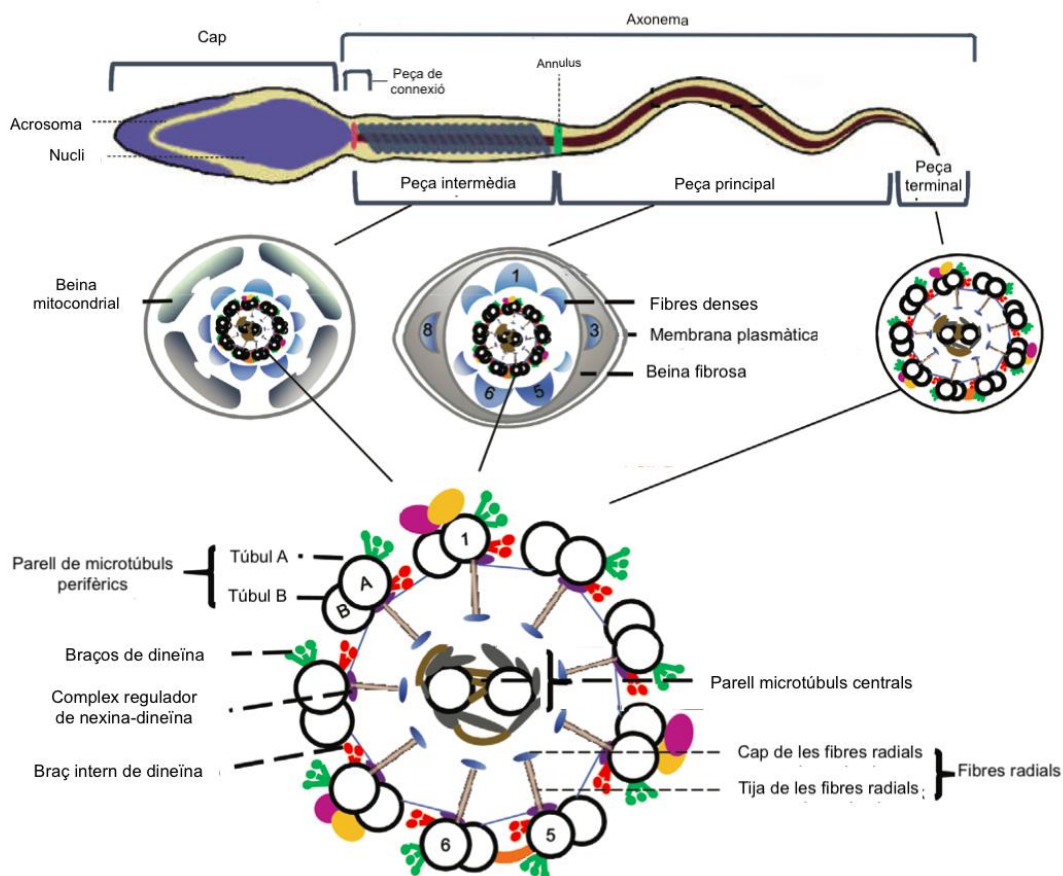 Axonema
Cap
Peça de
connexió
Annulus
Acrosoma
Nucli
Peça intermèdia
Peça principal
Peça
terminal
Beina
mitocondrial
1
8
3
6
5
Fibres denses
Membrana plasmàtica
Beina fibrosa
Parell de microtúbuls
perifèrics
Túbul A
Túbul B
A
B
1
Braços de dineïna
Complex regulador
de nexina-dineïna
Braç intern de dineïna
Parell microtúbuls centrals
Cap de les fibres radials
Tija de les fibres radials
Fibres radials
6
5